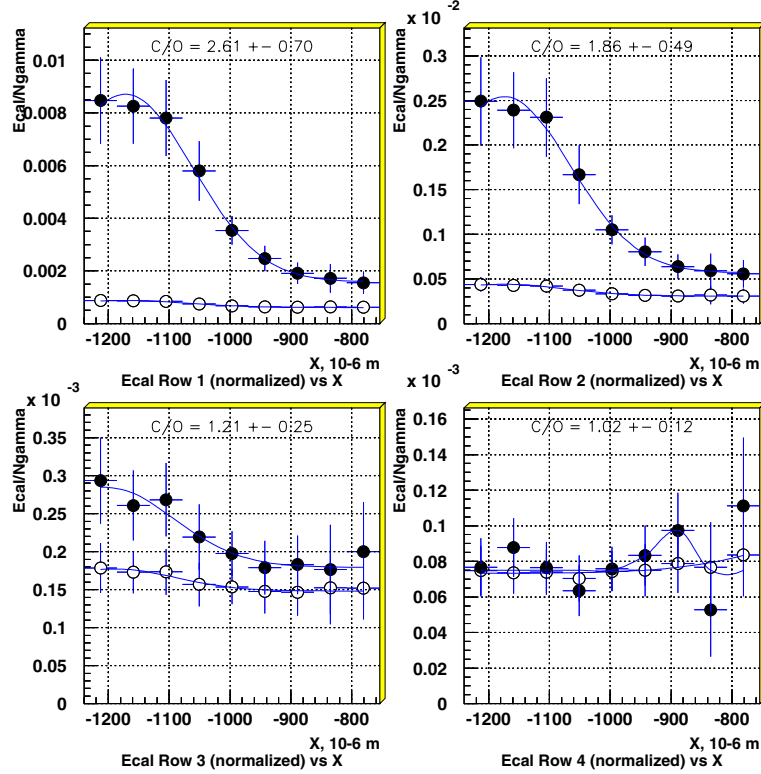 x 10 -2
C/O = 2.61 +- 0.70
Ecal/Ngamma
0.01
0.008
0.006
0.004
0.002
0
-1200 -1100 -1000 -900 -800
X, 10-6 m
Ecal Row 1 (normalized) vs X
C/O = 1.86 +- 0.49
Ecal/Ngamma
0.3
0.25
0.2
0.15
0.1
0.05
0
-1200 -1100 -1000 -900 -800
X, 10-6 m
Ecal Row 2 (normalized) vs X
x 10 -3
C/O = 1.21 +- 0.25
Ecal/Ngamma
0.35
0.3
0.25
0.2
0.15
0.1
0.05
0
-1200 -1100 -1000 -900 -800
X, 10-6 m
Ecal Row 3 (normalized) vs X
x 10 -3
C/O = 1.02 +- 0.12
Ecal/Ngamma
0.16
0.14
0.12
0.1
0.08
0.06
0.04
0.02
0
-1200 -1100 -1000 -900 -800
X, 10-6 m
Ecal Row 4 (normalized) vs X